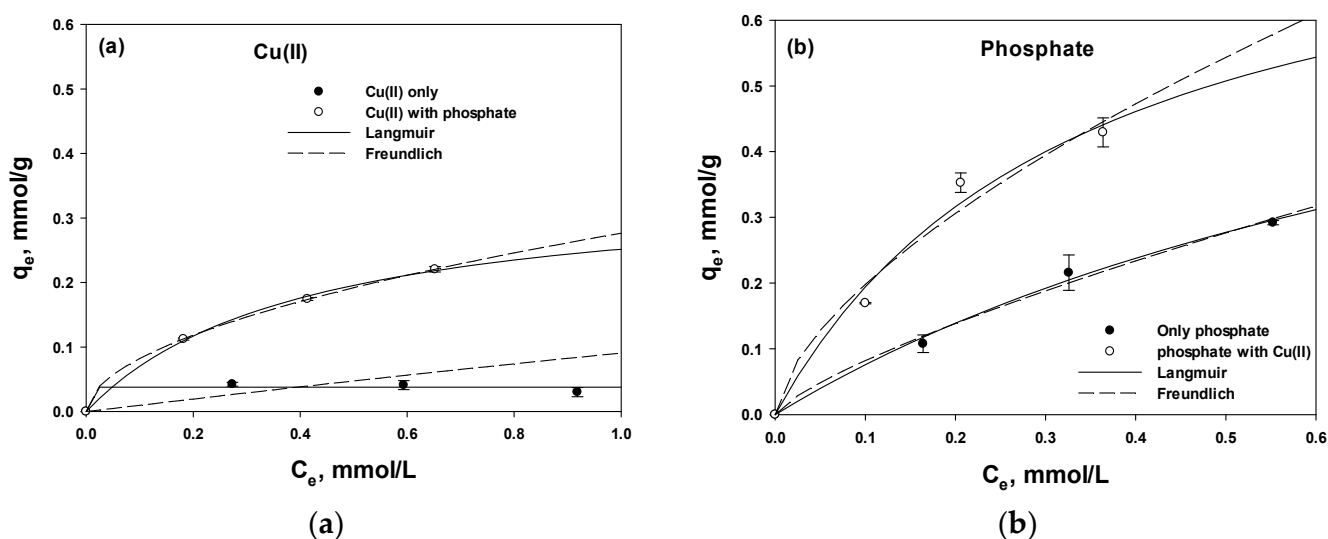 (a)
Cu(II)
Cu(II) only
Cu(II) with phosphate
Langmuir
Freundlich
qe, mmol/g
0.6
0.5
0.4
0.3
0.2
0.1
0.0
0.0 0.2 0.4 0.6 0.8 1.0
Ce, mmol/L
(a)
(b)
Phosphate
Only phosphate
phosphate with Cu(II)
Langmuir
Freundlich
qe, mmol/g
0.6
0.5
0.4
0.3
0.2
0.1
0.0
0.0 0.1 0.2 0.3 0.4 0.5 0.6
Ce, mmol/L
(b)